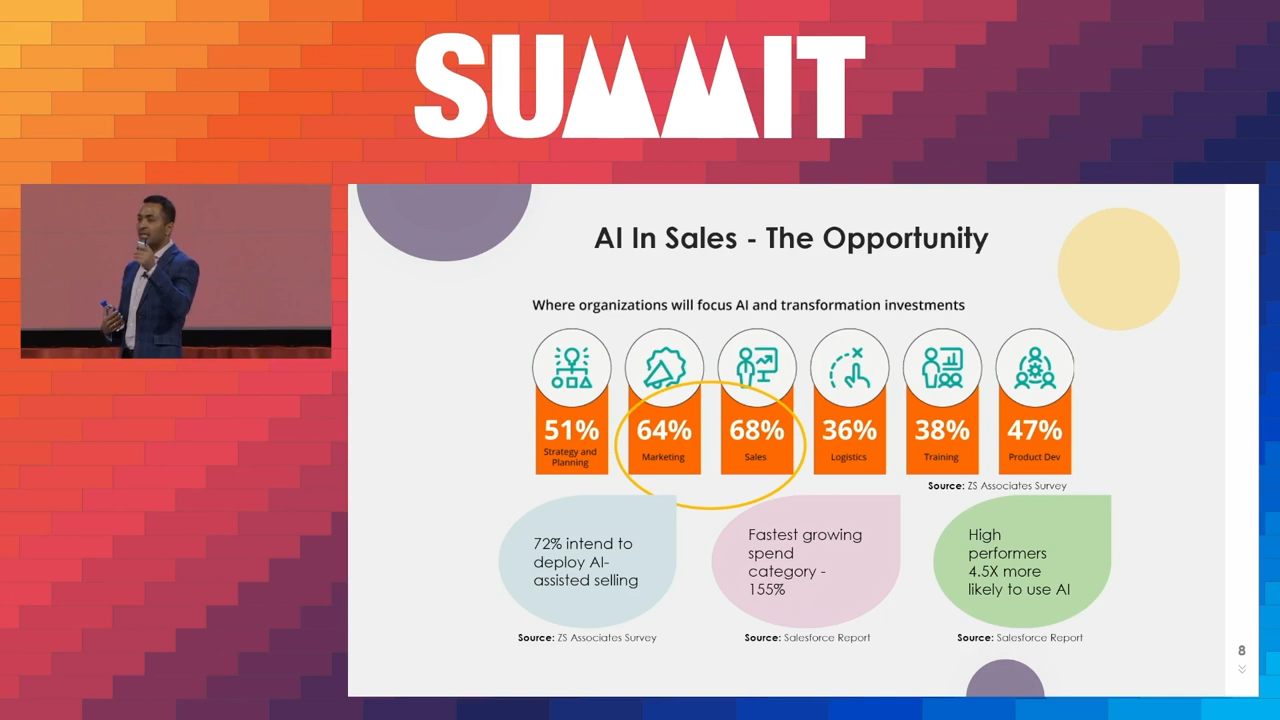 SUMMIT
AI In Sales - The Opportunity
Where organizations will focus AI and transformation investments
51%
Strategy and
Planning
64%
Marketing
68%
Sales
36%
Logistics
38%
Training
47%
Product Dev
Source: ZS Associates Survey
72% intend to
deploy AI-
assisted selling
Source: ZS Associates Survey
Fastest growing
spend
category -
155%
Source: Salesforce Report
High
performers
4.5X more
likely to use AI
Source: Salesforce Report
8